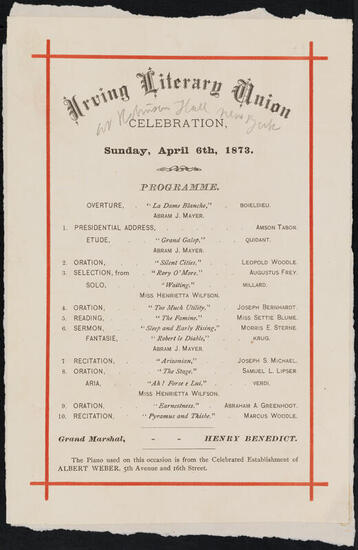 Irving Literary Union
at Robinson Hall New York
CELEBRATION,
Sunday, April 6th, 1873.
PROGRAMME.
OVERTURE, - "La Dame Blanche," - BOIELDIEU.
ABRAM J. MAYER.
1. PRESIDENTIAL ADDRESS, - - AMSON TABOR.
ETUDE, - "Grand Galop," - QUIDANT.
ABRAM J. MAYER.
2. ORATION, - "Silent Cities." - LEOPOLD WOODLE.
3. SELECTION, from - "Rory O'More." - AUGUSTUS FREY.
SOLO, - "Waiting." - MILLARD.
MISS HENRIETTA WILFSON.
4. ORATION, - "Too Much Utility." - JOSEPH BERNHARDT.
5. READING, - "The Famine." - MISS SETTIE BLUME.
6. SERMON, - "Sleep and Early Rising," - MORRIS E. STERNE.
FANTASIE, - "Robert le Diable," - KRUG.
ABRAM J. MAYER.
7. RECITATION, - "Arizonian," - JOSEPH S. MICHAEL.
8. ORATION, - "The Stage." - SAMUEL L. LIPSER.
ARIA, - "Ah! Forse e Lui." - VERDI.
MISS HENRIETTA WILFSON.
9. ORATION, - "Earnestness." - ABRAHAM A. GREENHOOT.
10. RECITATION, - "Pyramus and Thisbe." - MARCUS WOODLE.
Grand Marshal, - - HENRY BENEDICT.
The Piano used on this occasion is from the Celebrated Establishment of
ALBERT WEBER, 5th Avenue and 16th Street.